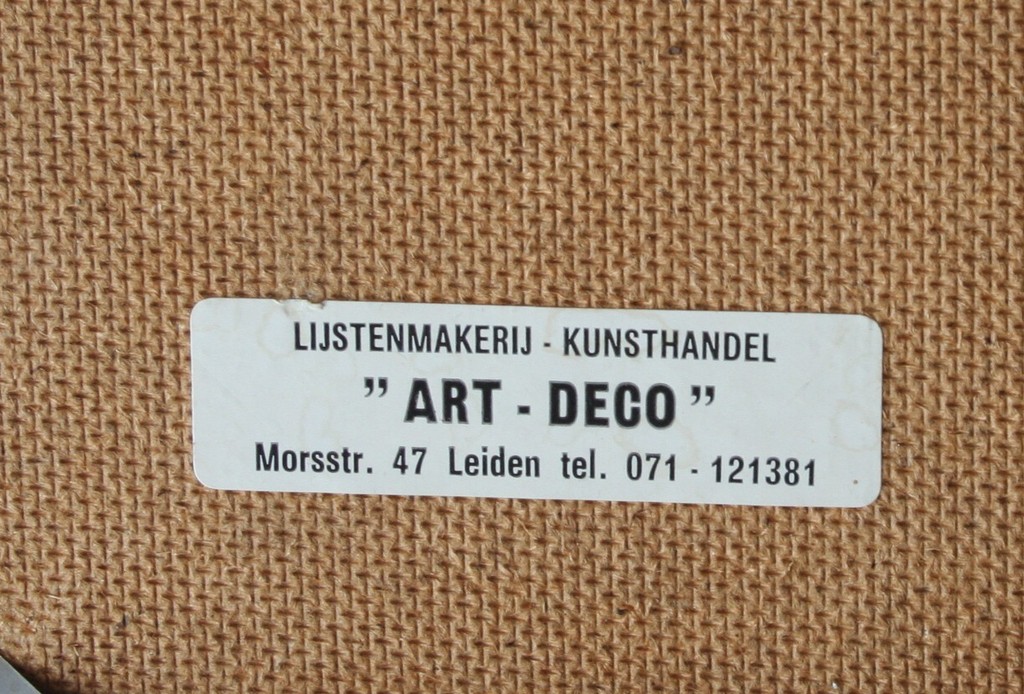 LIJSTENMAKERIJ - KUNSTHANDEL
” ART - DECO ”
Morsstr. 47 Leiden tel. 071 - 121381